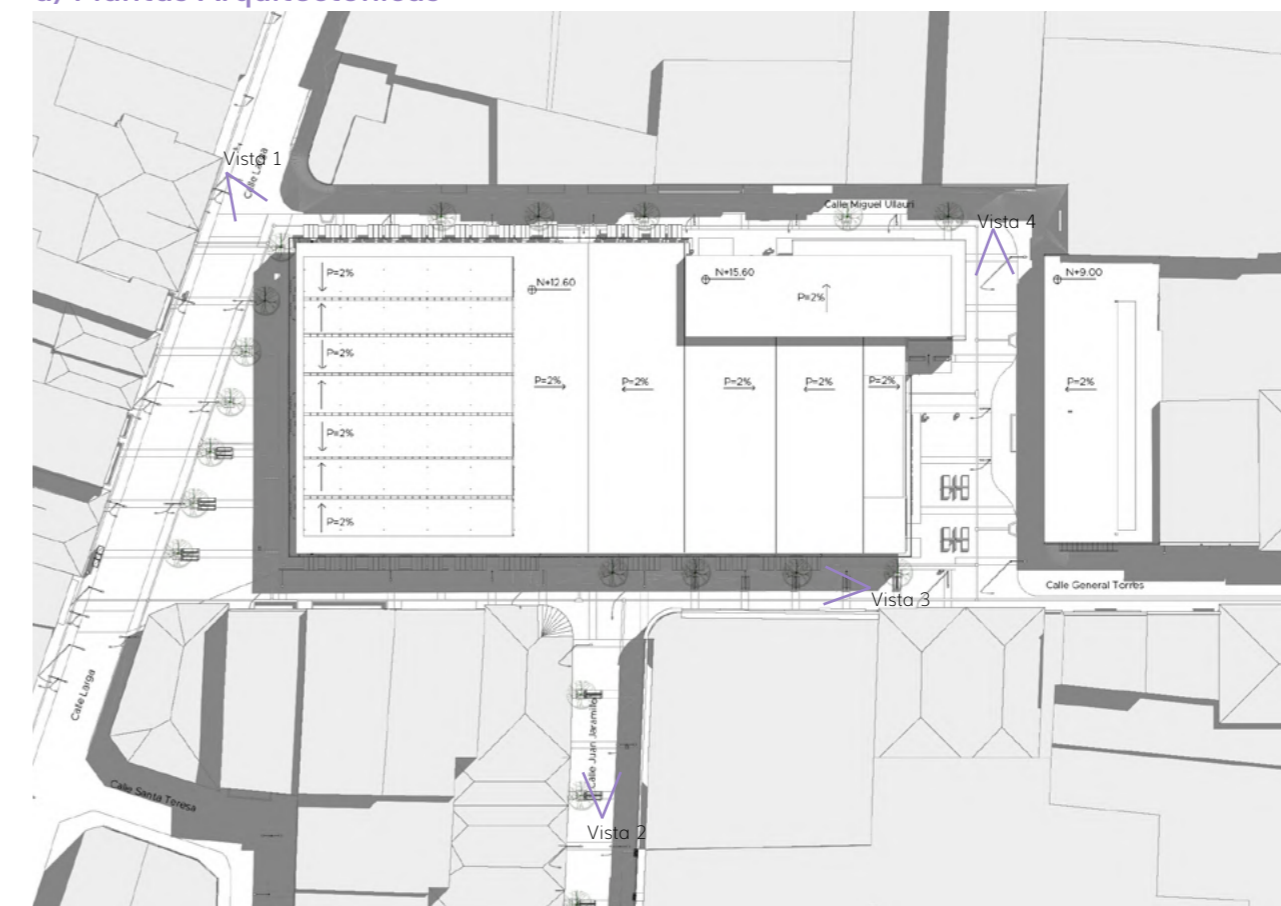 a) Plantas Arquitectónicas
Vista 1
Calle Larga
Calle Miguel Ullauri
Vista 4
P=2%
N+12.60
N+15.60
P=2%
N+9.00
P=2%
P=2%
P=2%
P=2%
P=2%
P=2%
P=2%
P=2%
P=2%
Calle General Torres
Vista 3
Calle Larga
Calle Juan Jaramillo
Calle Santa Teresa
Vista 2